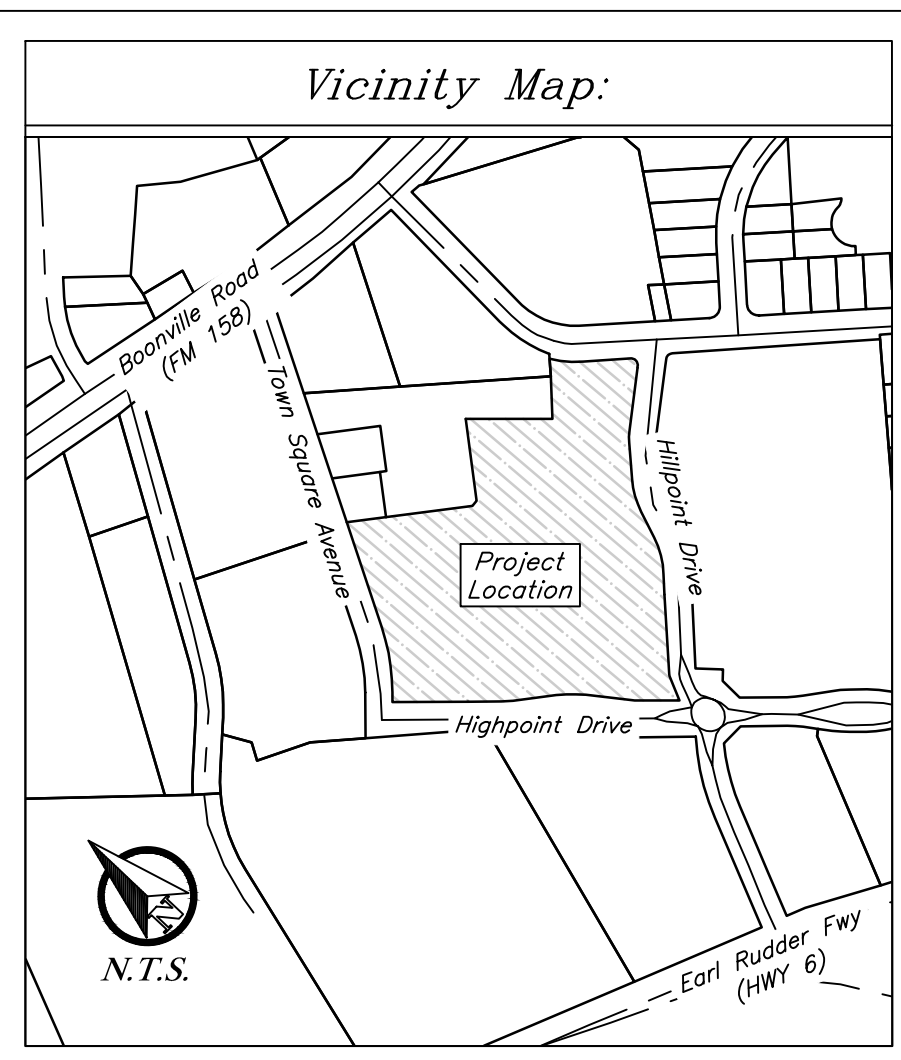 Vicinity Map:
Boonville Road
(FM 158)
Town Square Avenue
Hillpoint Drive
Project
Location
Highpoint Drive
N
N.T.S.
Earl Rudder Fwy
(HWY 6)